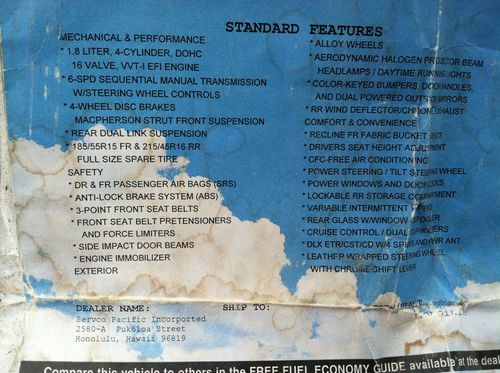 STANDARD FEATURES
MECHANICAL & PERFORMANCE
* 1.8 LITER, 4-CYLINDER, DOHC
16 VALVE, VVT-I EFI ENGINE
* 6-SPD SEQUENTIAL MANUAL TRANSMISSION
W/STEERING WHEEL CONTROLS
* 4-WHEEL DISC BRAKES
MACPHERSON STRUT FRONT SUSPENSION
* REAR DUAL LINK SUSPENSION
* 185/55R15 FR & 215/45R16 RR
FULL SIZE SPARE TIRE
SAFETY
* DR & FR PASSENGER AIR BAGS (SRS)
* ANTI-LOCK BRAKE SYSTEM (ABS)
* 3-POINT FRONT SEAT BELTS
* FRONT SEAT BELT PRETENSIONERS
AND FORCE LIMITERS
* SIDE IMPACT DOOR BEAMS
* ENGINE IMMOBILIZER
EXTERIOR
* ALLOY WHEELS
* AERODYNAMIC HALOGEN PROJECTOR BEAM
HEADLAMPS / DAYTIME RUNNING LIGHTS
* COLOR-KEYED BUMPERS, DOOR HANDLES,
AND DUAL POWERED OUTSIDE MIRRORS
* RR WIND DEFLECTOR/CHROME EXHAUST
COMFORT & CONVENIENCE
* RECLINE FR FABRIC BUCKET SEATS
* DRIVERS SEAT HEIGHT ADJUSTMENT
* CFC-FREE AIR CONDITIONING
* POWER STEERING / TILT STEERING WHEEL
* POWER WINDOWS AND DOOR LOCKS
* LOCKABLE RR STORAGE COMPARTMENT
* VARIABLE INTERMITTENT WIPERS
* REAR GLASS W/WINDOW DEFOGGER
* CRUISE CONTROL / DUAL CUPHOLDERS
* DLX ETR/CST/CD W/4 SPKRS AND PWR ANT.
* LEATHER WRAPPED STEERING WHEEL
WITH CHROME SHIFT LEVER
DEALER NAME:
Servco Pacific Incorporated
2580-A Pukoloa Street
Honolulu, Hawaii 96819
SHIP TO:
Compare this vehicle to others in the FREE FUEL ECONOMY GUIDE available at the deal